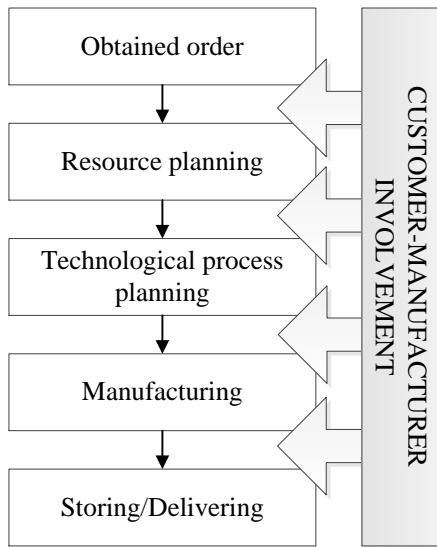 Obtained order
Resource planning
Technological process
planning
Manufacturing
Storing/Delivering
CUSTOMER-MANUFACTURER
INVOLVEMENT